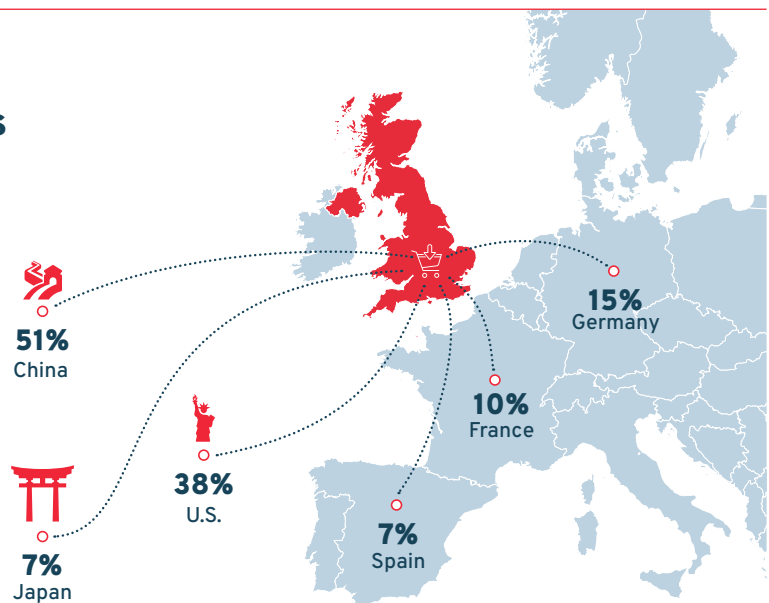 51%
China
7%
Japan
38%
U.S.
7%
Spain
10%
France
15%
Germany